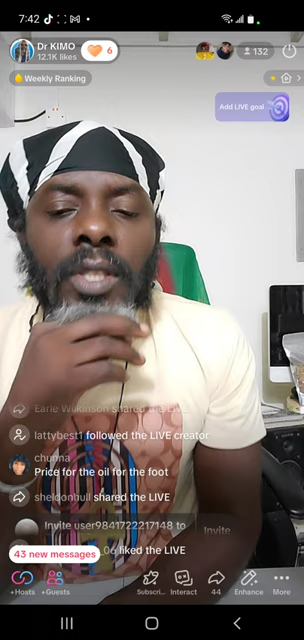 7:42
Dr KIMO
12.1K likes
6
132
Weekly Ranking
Add LIVE goal
Earle Wilkinson shared the LIVE
lattybest1 followed the LIVE creator
chunna
Price for the oil for the foot
sheldonhull shared the LIVE
Invite user9841722217148 to
Invite
43 new messages
.06 liked the LIVE
+Hosts
+Guests
Subscri...
Interact
44
Enhance
More